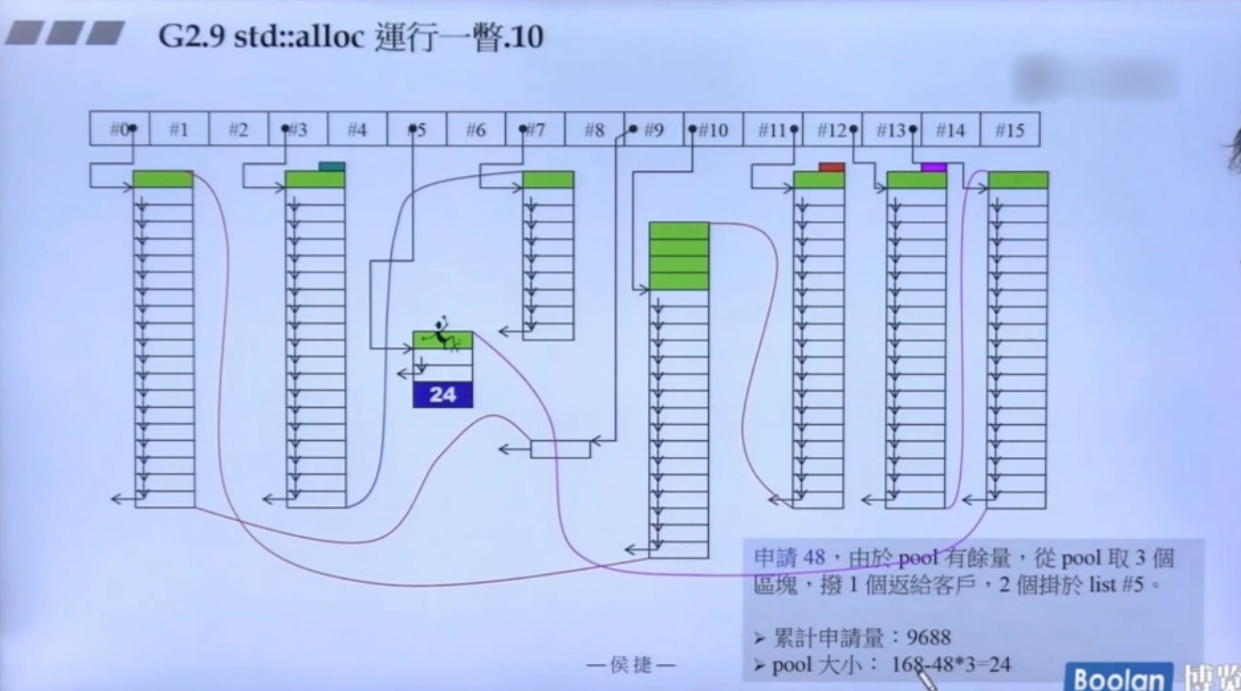 G2.9 std::alloc 運行一瞥.10
#0 #1 #2 #3 #4 #5 #6 #7 #8 #9 #10 #11 #12 #13 #14 #15
24
申請 48，由於 pool 有餘量，從 pool 取 3 個
區塊，撥 1 個返給客戶，2 個掛於 list #5。
➢ 累計申請量：9688
➢ pool 大小： 168-48*3=24
—侯捷—
Boolan 博览